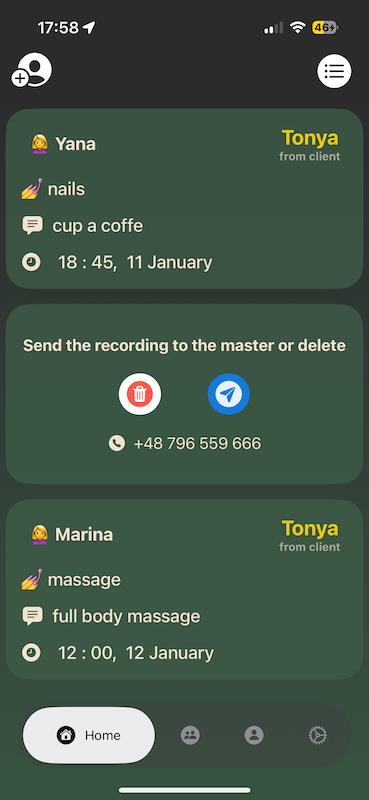 17:58
46
Yana
Tonya
from client
nails
cup a coffe
18 : 45,  11 January
Send the recording to the master or delete
+48 796 559 666
Marina
Tonya
from client
massage
full body massage
12 : 00,  12 January
Home